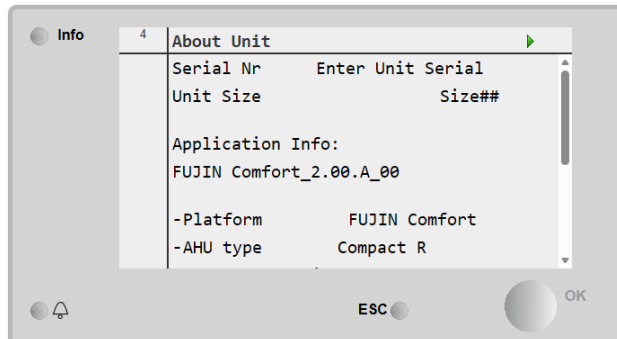 Info
4 About Unit
Serial Nr Enter Unit Serial
Unit Size Size##
Application Info:
FUJIN Comfort_2.00.A_00
-Platform FUJIN Comfort
-AHU type Compact R
ESC
OK